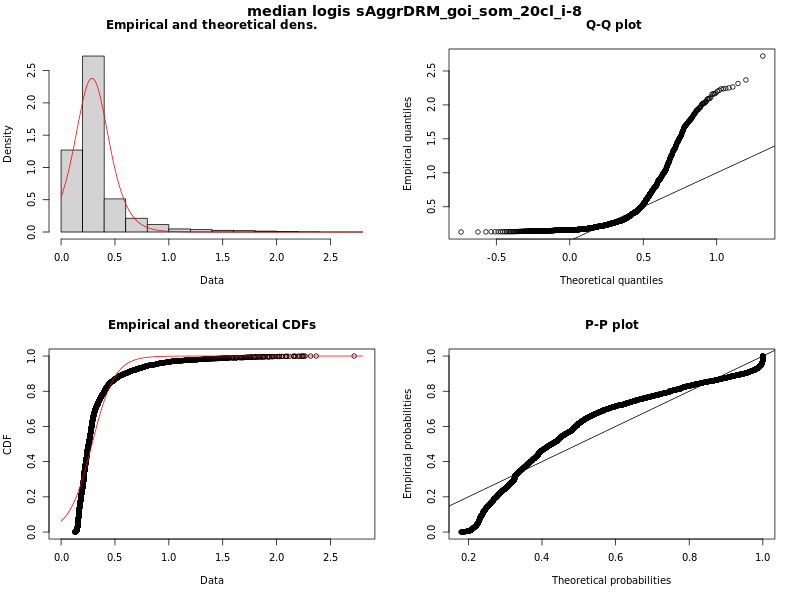 median logis sAggrDRM_goi_som_20cl_i-8
Empirical and theoretical dens.
Density
0.0 0.5 1.0 1.5 2.0 2.5
0.0 0.5 1.0 1.5 2.0 2.5
Data
Q-Q plot
Empirical quantiles
0.5 1.0 1.5 2.0 2.5
-0.5 0.0 0.5 1.0
Theoretical quantiles
Empirical and theoretical CDFs
CDF
0.0 0.2 0.4 0.6 0.8 1.0
0.0 0.5 1.0 1.5 2.0 2.5
Data
P-P plot
Empirical probabilities
0.0 0.2 0.4 0.6 0.8 1.0
0.2 0.4 0.6 0.8 1.0
Theoretical probabilities